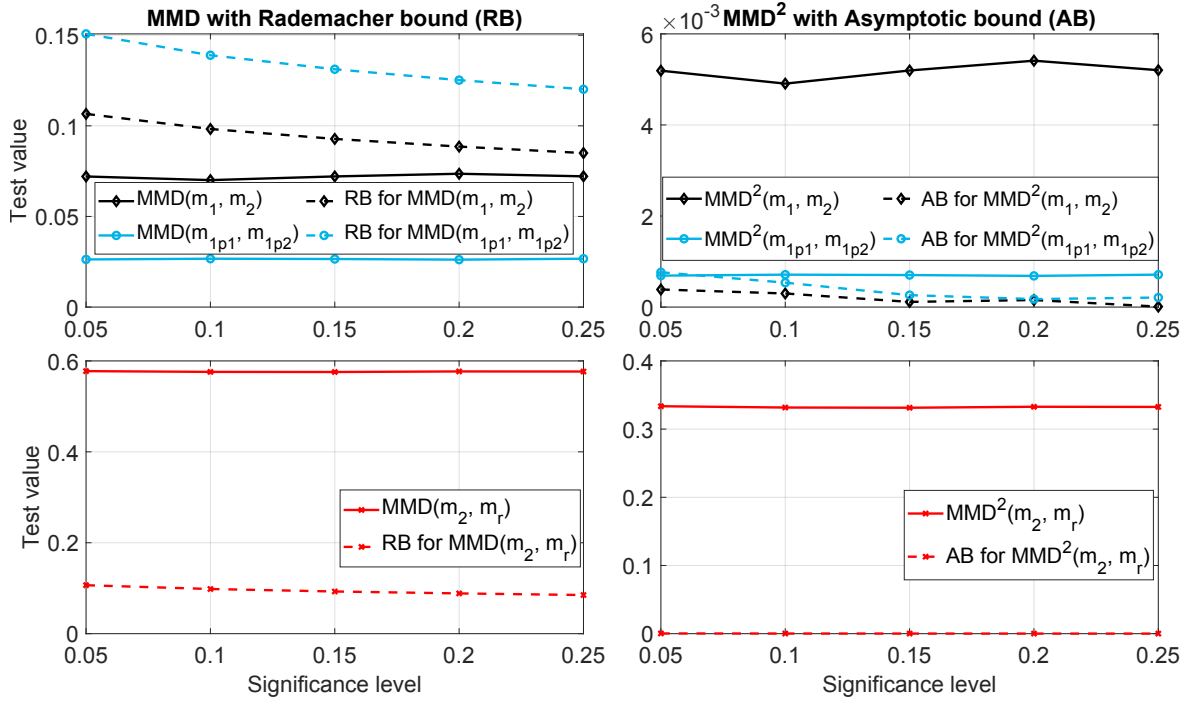 MMD with Rademacher bound (RB)
0.15
0.1
0.05
0
Test value
MMD(m1, m2)
RB for MMD(m1, m2)
MMD(m1p1, m1p2)
RB for MMD(m1p1, m1p2)
0.05 0.1 0.15 0.2 0.25
MMD² with Asymptotic bound (AB)
×10⁻³
6
4
2
0
MMD²(m1, m2)
AB for MMD²(m1, m2)
MMD²(m1p1, m1p2)
AB for MMD²(m1p1, m1p2)
0.05 0.1 0.15 0.2 0.25
0.6
0.4
0.2
0
Test value
MMD(m2, mr)
RB for MMD(m2, mr)
0.05 0.1 0.15 0.2 0.25
Significance level
0.4
0.3
0.2
0.1
0
MMD²(m2, mr)
AB for MMD²(m2, mr)
0.05 0.1 0.15 0.2 0.25
Significance level